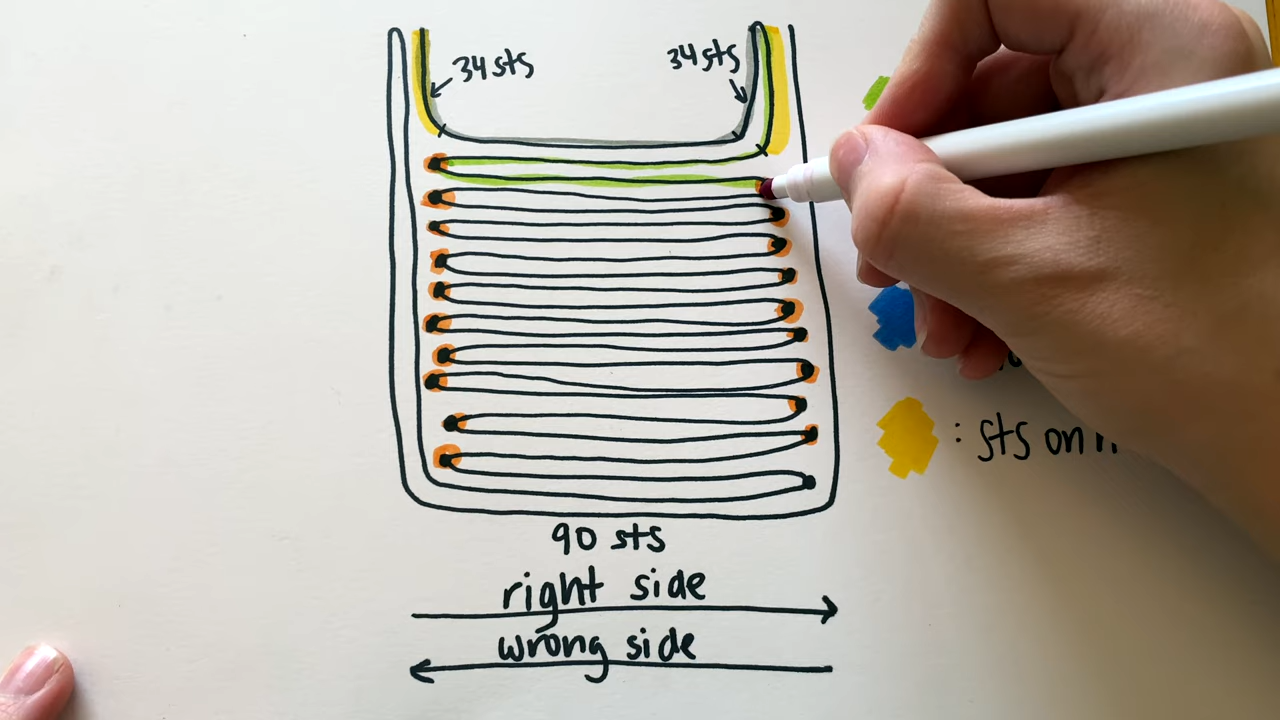 34 sts
34 sts
: sts on
90 sts
right side
wrong side